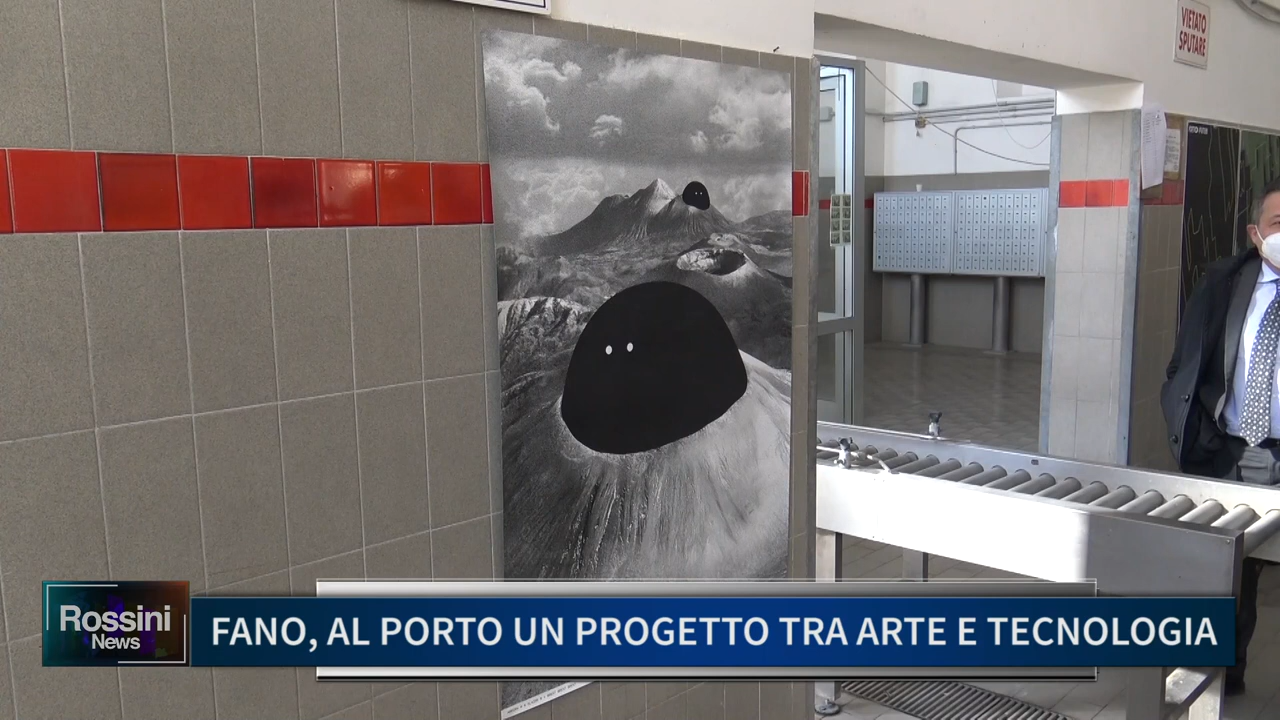 VIETATO
SPUTARE
Rossini
News
FANO, AL PORTO UN PROGETTO TRA ARTE E TECNOLOGIA